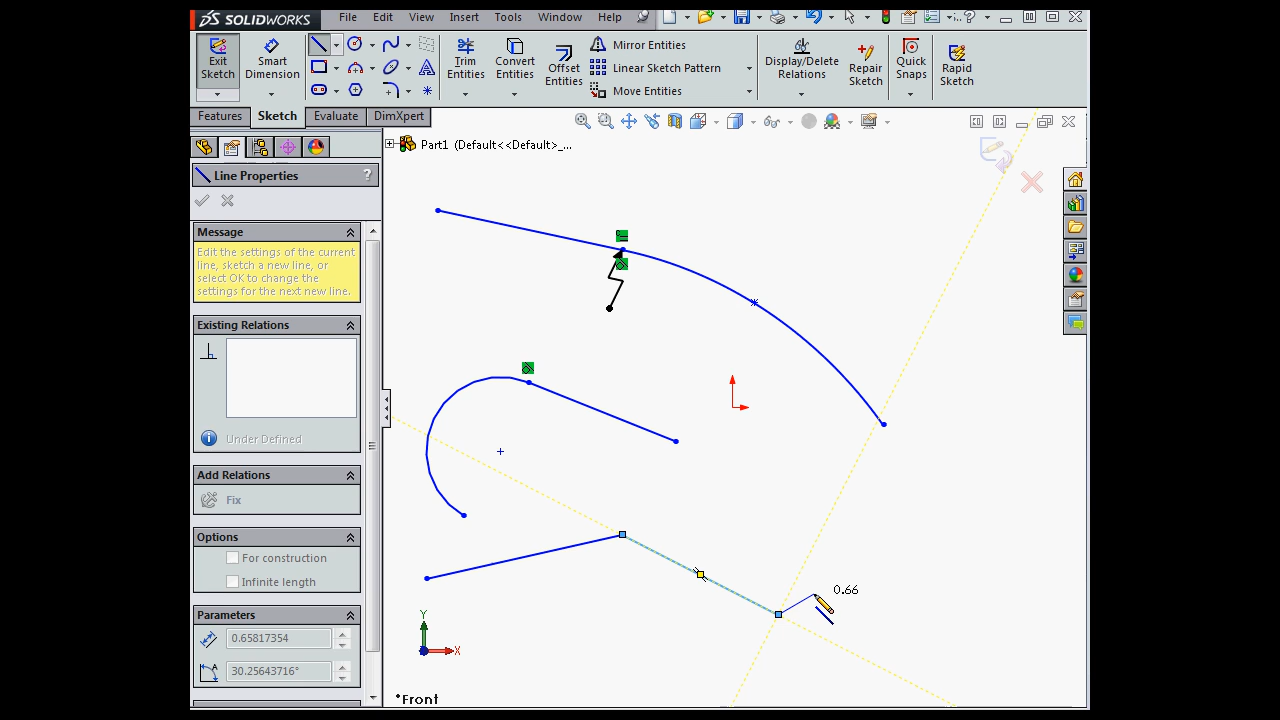 SOLIDWORKS File Edit View Insert Tools Window Help
Exit Sketch
Smart Dimension
Trim Entities
Convert Entities
Offset Entities
Mirror Entities
Linear Sketch Pattern
Move Entities
Display/Delete Relations
Repair Sketch
Quick Snaps
Rapid Sketch
Features Sketch Evaluate DimXpert
Part1 (Default<<Default>_...
Line Properties ?
Message
Edit the settings of the current
line, sketch a new line, or
select OK to change the
settings for the next new line.
Existing Relations
Under Defined
Add Relations
Fix
Options
For construction
Infinite length
Parameters
0.65817354
30.25643716°
0.66
Y
X
*Front